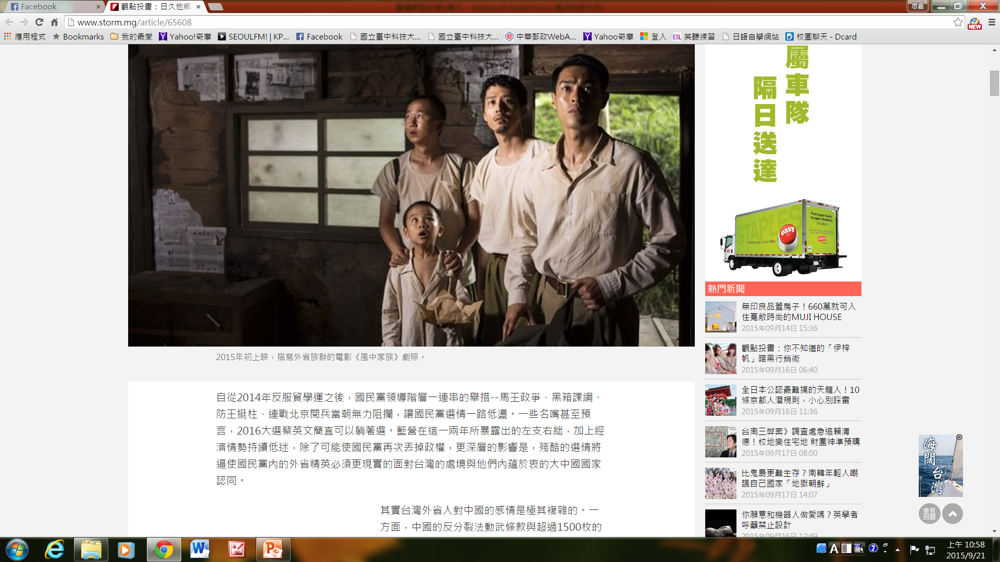 Facebook
觀點投書：日久他鄉
思嘉
www.storm.mg/article/65608
NEW
應用程式
Bookmarks
我的最愛
Yahoo!奇摩
SEOULFM! | KP...
Facebook
國立臺中科技大...
國立臺中科技大...
中華郵政WebA...
Yahoo奇摩
登入
ESL 英聽練習
日語自學網站
校園聊天 - Dcard
屬車隊
隔日送達
STAPLES
easy
From paper towels
to paper shredders.
We deliver.
熱門新聞
無印良品蓋房子！660萬就可入
住寬敞時尚的MUJI HOUSE
2015年09月14日 15:36
觀點投書：你不知道的「伊梓
帆」暗黑行銷術
2015年09月16日 06:40
全日本公認最難搞的天龍人！10
條京都人潛規則，小心別踩雷
2015年09月16日 11:36
台南三弊案》調查處急追賴清
德！校地變住宅地 財團神準預購
2015年09月17日 08:00
比鬼島更難生存？南韓年輕人嘲
諷自己國家「地獄朝鮮」
2015年09月17日 14:07
你願意和機器人做愛嗎？英學者
呼籲禁止設計
2015年09月16日 12:49
2015年初上映，描寫外省族群的電影《風中家族》劇照。
自從2014年反服貿學運之後，國民黨領導階層一連串的舉措--馬王政爭、黑箱課綱、
防王挺柱、連戰北京閱兵當朝無力阻攔，讓國民黨選情一路低盪。一些名嘴甚至預
言，2016大選蔡英文簡直可以躺著選。藍營在這一兩年所暴露出的左支右絀，加上經
濟情勢持續低迷，除了可能使國民黨再次丟掉政權，更深層的影響是，殘酷的選情將
逼使國民黨內的外省精英必須更現實的面對台灣的處境與他們內蘊於衷的大中國國家
認同。
其實台灣外省人對中國的感情是極其複雜的。一
方面，中國的反分裂法動武條款與超過1500枚的
海闊台灣
意見
回饋
A
上午 10:58
2015/9/21